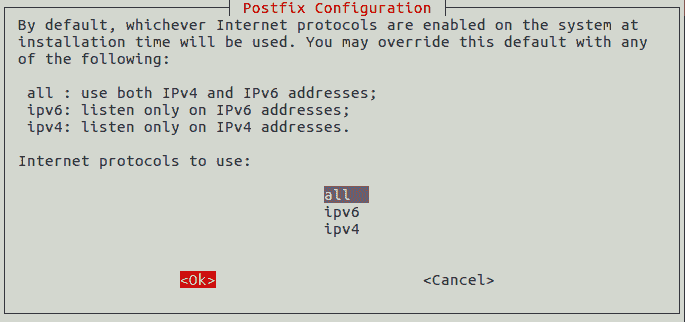 Postfix Configuration
By default, whichever Internet protocols are enabled on the system at
installation time will be used. You may override this default with any
of the following:
all : use both IPv4 and IPv6 addresses;
ipv6: listen only on IPv6 addresses;
ipv4: listen only on IPv4 addresses.
Internet protocols to use:
all
ipv6
ipv4
<Ok> <Cancel>